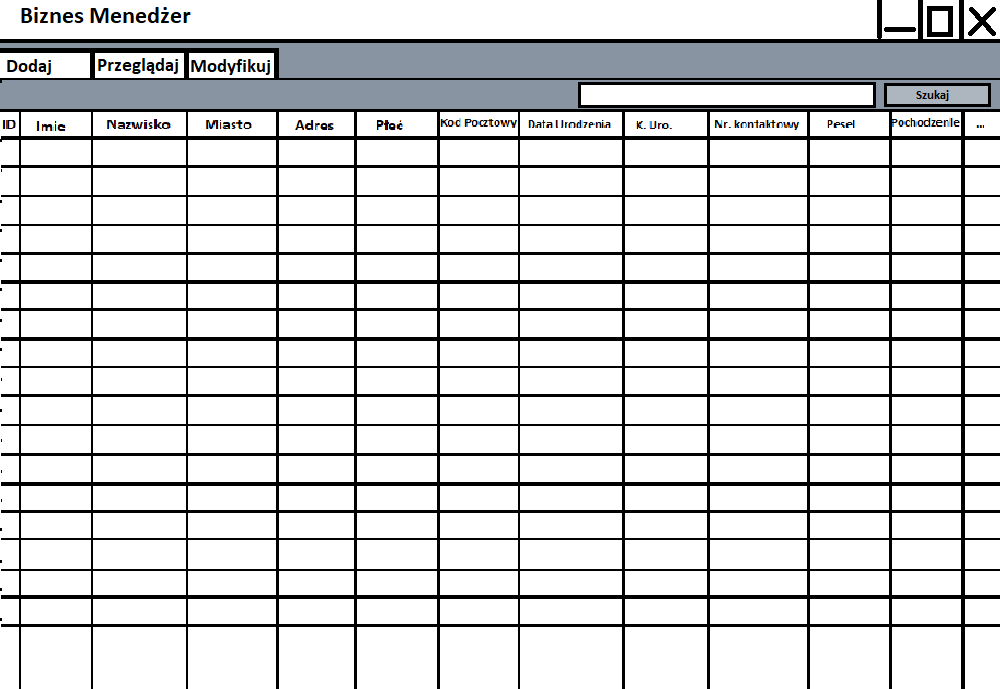 Biznes Menedżer
Dodaj Przeglądaj Modyfikuj
Szukaj
ID Imie Nazwisko Miasto Adres Płeć Kod Pocztowy Data Urodzenia K. Uro. Nr. kontaktowy Pesel Pochodzenie ...